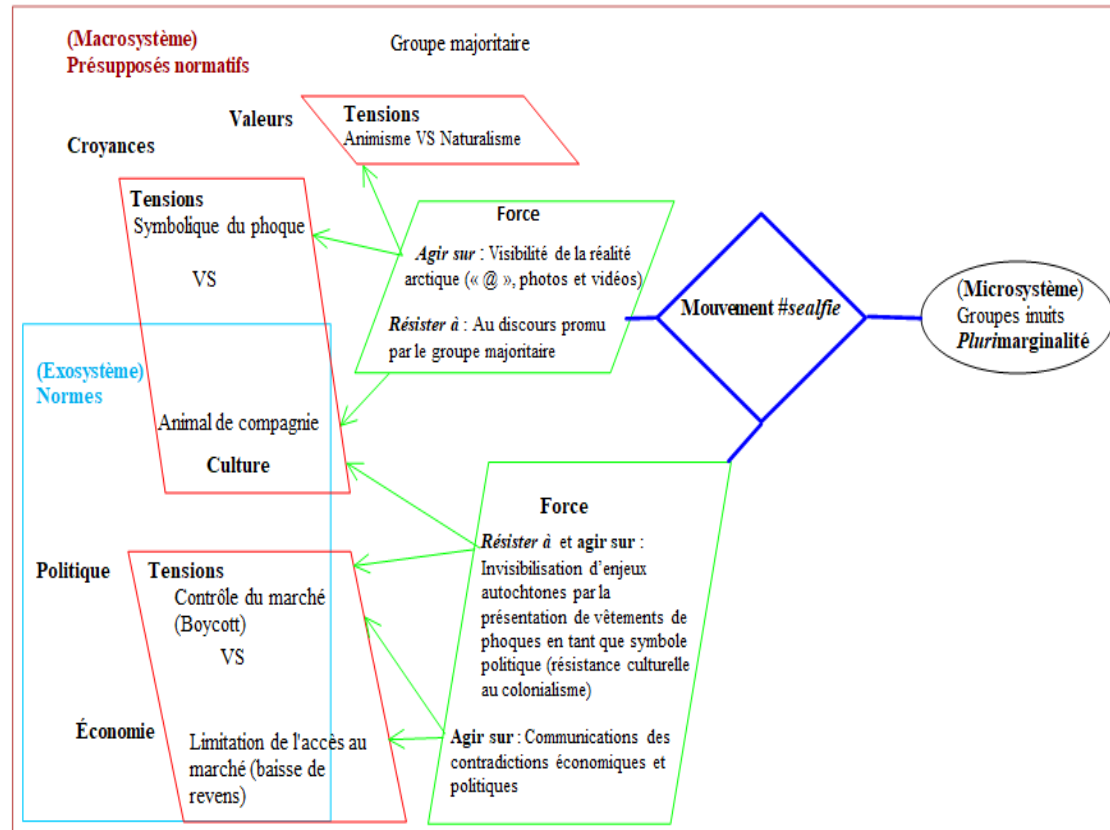 (Macrosystème)
Présupposés normatifs
Groupe majoritaire
Valeurs
Croyances
Tensions
Animisme VS Naturalisme
Tensions
Symbolique du phoque
VS
Animal de compagnie
Culture
(Exosystème)
Normes
Force
Agir sur : Visibilité de la réalité
arctique (« @ », photos et vidéos)
Résister à : Au discours promu
par le groupe majoritaire
Mouvement #sealfie
(Microsystème)
Groupes inuits
Plurimarginalité
Politique
Économie
Tensions
Contrôle du marché
(Boycott)
VS
Limitation de l'accès au
marché (baisse de
revens)
Force
Résister à et agir sur :
Invisibilisation d'enjeux
autochtones par la
présentation de vêtements de
phoques en tant que symbole
politique (résistance culturelle
au colonialisme)
Agir sur : Communications des
contradictions économiques et
politiques